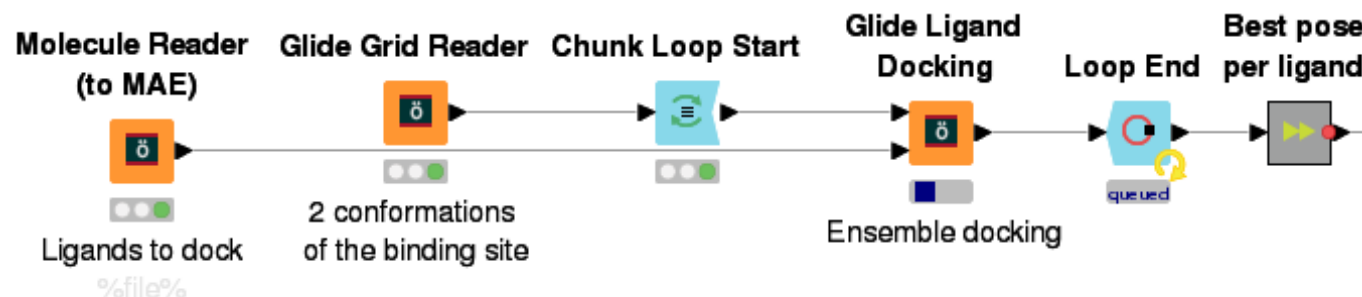 Molecule Reader
(to MAE)
Glide Grid Reader
Chunk Loop Start
Glide Ligand
Docking
Loop End
Best pose
per ligand
ö
ö
ö
queued
Ligands to dock
%file%
2 conformations
of the binding site
Ensemble docking